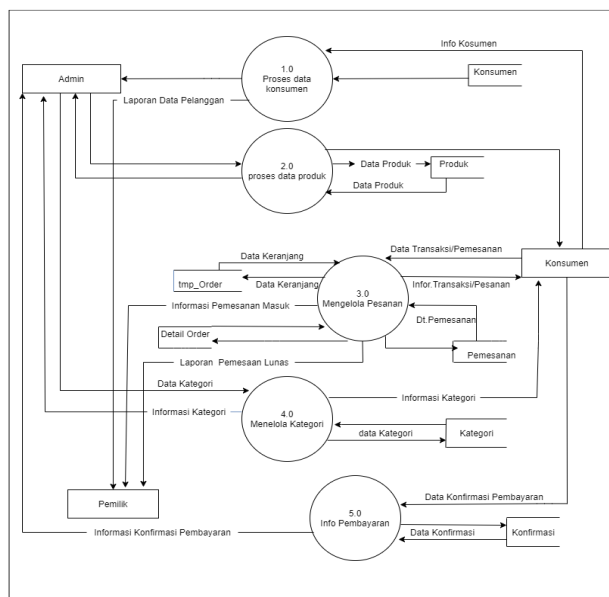 Info Kosumen
1.0
Proses data
konsumen
Konsumen
Admin
Laporan Data Pelanggan
2.0
proses data produk
Data Produk
Produk
Data Produk
Data Transaksi/Pemesanan
Konsumen
Data Keranjang
tmp_Order
Data Keranjang
Infor.Transaksi/Pesanan
3.0
Mengelola Pesanan
Informasi Pemesanan Masuk
Dt.Pemesanan
Detail Order
Pemesanan
Laporan Pemesaan Lunas
Data Kategori
Informasi Kategori
Informasi Kategori
4.0
Menelola Kategori
data Kategori
Kategori
Pemilik
Data Konfirmasi Pembayaran
5.0
Info Pembayaran
Informasi Konfirmasi Pembayaran
Data Konfirmasi
Konfirmasi